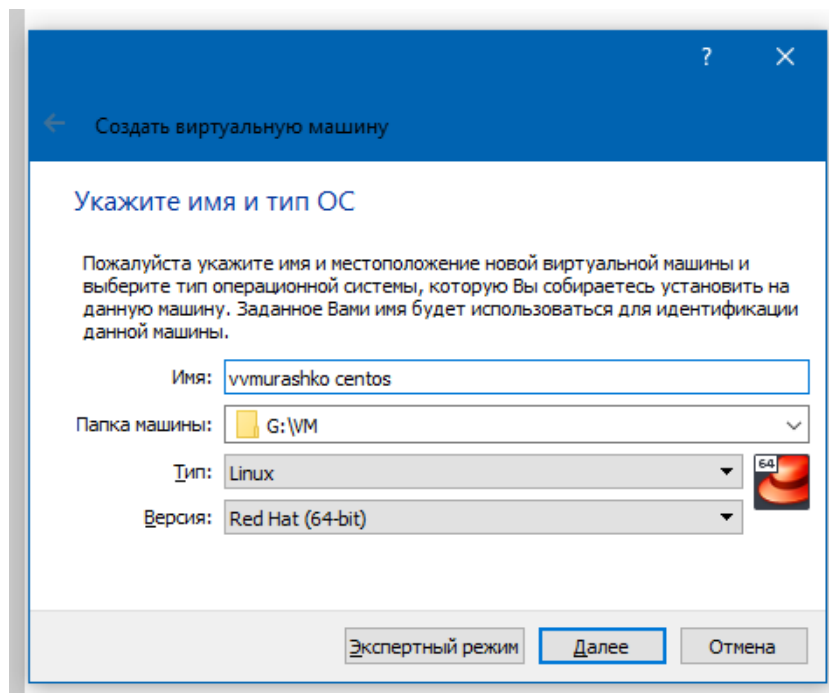 ?
Создать виртуальную машину
Укажите имя и тип ОС
Пожалуйста укажите имя и местоположение новой виртуальной машины и
выберите тип операционной системы, которую Вы собираетесь установить на
данную машину. Заданное Вами имя будет использоваться для идентификации
данной машины.
Имя: vvmurashko centos
Папка машины: G:\VM
Тип: Linux
64
Версия: Red Hat (64-bit)
Экспертный режим Далее Отмена